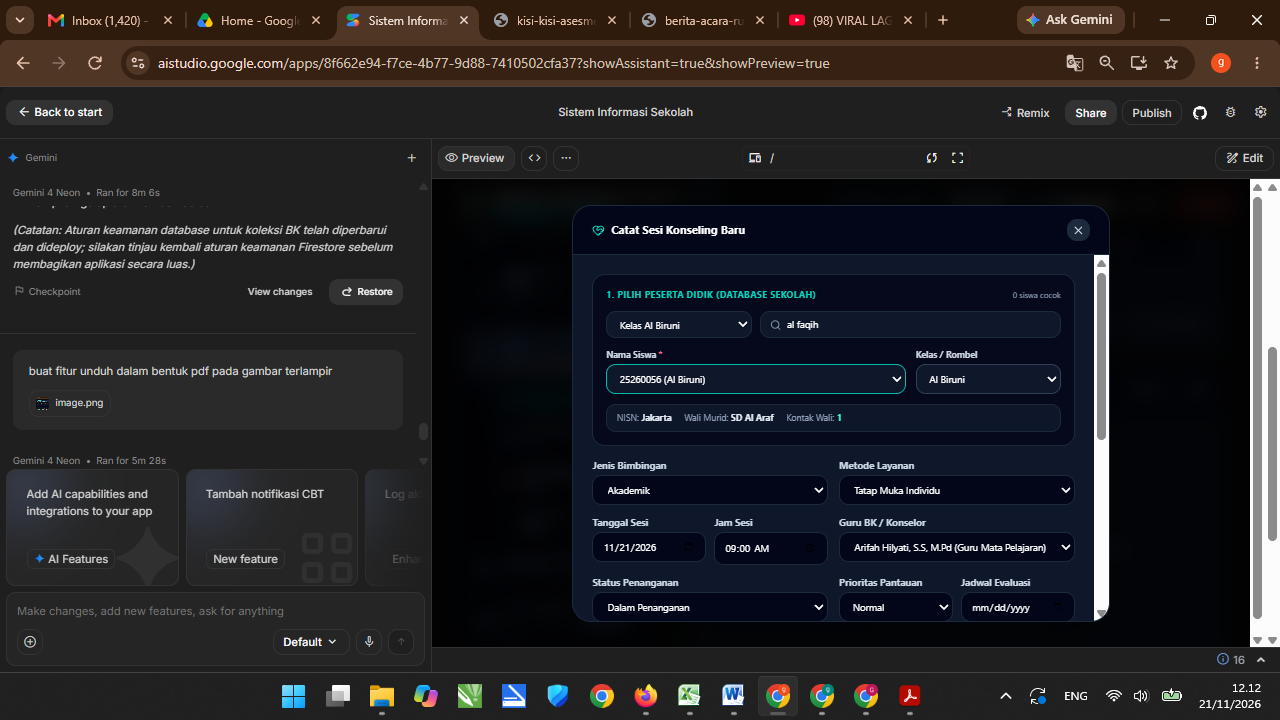 Inbox (1,420) -
Home - Google
Sistem Informa
kisi-kisi-asesme
berita-acara-ru
(98) VIRAL LAG
Ask Gemini
aistudio.google.com/apps/8f662e94-f7ce-4b77-9d88-7410502cfa37?showAssistant=true&showPreview=true
g
Back to start
Sistem Informasi Sekolah
Remix
Share
Publish
Gemini
Preview
/
Edit
Gemini 4 Neon • Ran for 8m 6s
(Catatan: Aturan keamanan database untuk koleksi BK telah diperbarui
dan dideploy; silakan tinjau kembali aturan keamanan Firestore sebelum
membagikan aplikasi secara luas.)
Checkpoint
View changes
Restore
buat fitur unduh dalam bentuk pdf pada gambar terlampir
image.png
Gemini 4 Neon • Ran for 5m 28s
Add AI capabilities and
integrations to your app
AI Features
Tambah notifikasi CBT
New feature
Log ak
Enha
Make changes, add new features, ask for anything
Default
Catat Sesi Konseling Baru
1. PILIH PESERTA DIDIK (DATABASE SEKOLAH)
0 siswa cocok
Kelas Al Biruni
al faqih
Nama Siswa *
Kelas / Rombel
25260056 (Al Biruni)
Al Biruni
NISN: Jakarta Wali Murid: SD Al Araf Kontak Wali: 1
Jenis Bimbingan
Metode Layanan
Akademik
Tatap Muka Individu
Tanggal Sesi
Jam Sesi
Guru BK / Konselor
11/21/2026
09:00 AM
Arifah Hilyati, S.S, M.Pd (Guru Mata Pelajaran)
Status Penanganan
Prioritas Pantauan
Jadwal Evaluasi
Dalam Penanganan
Normal
mm/dd/yyyy
16
ENG
12.12
21/11/2026